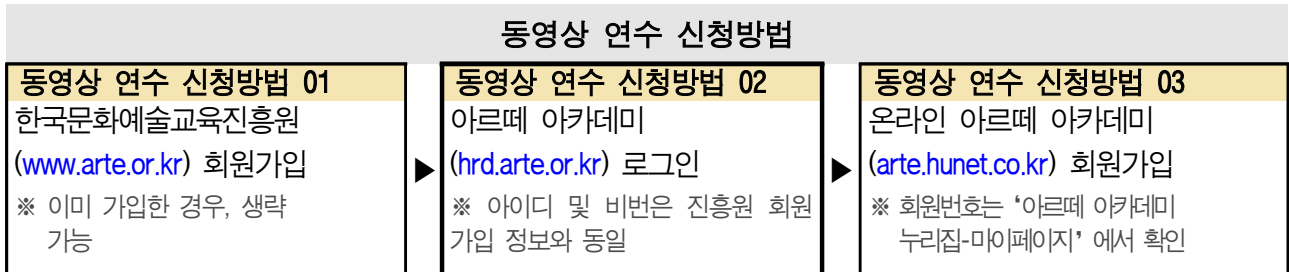 동영상 연수 신청방법
동영상 연수 신청방법 01
한국문화예술교육진흥원
(www.arte.or.kr) 회원가입
※ 이미 가입한 경우, 생략
가능
▶
동영상 연수 신청방법 02
아르떼 아카데미
(hrd.arte.or.kr) 로그인
※ 아이디 및 비번은 진흥원 회원
가입 정보와 동일
▶
동영상 연수 신청방법 03
온라인 아르떼 아카데미
(arte.hunet.co.kr) 회원가입
※ 회원번호는 ‘아르떼 아카데미
누리집-마이페이지’ 에서 확인